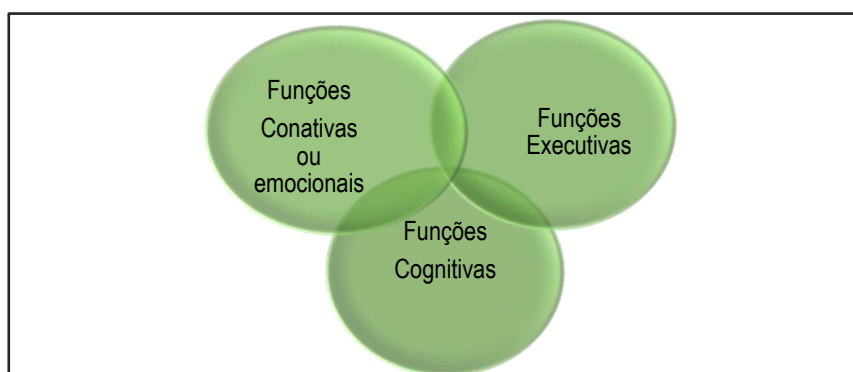 Funções
Conativas
ou
emocionais
Funções
Executivas
Funções
Cognitivas